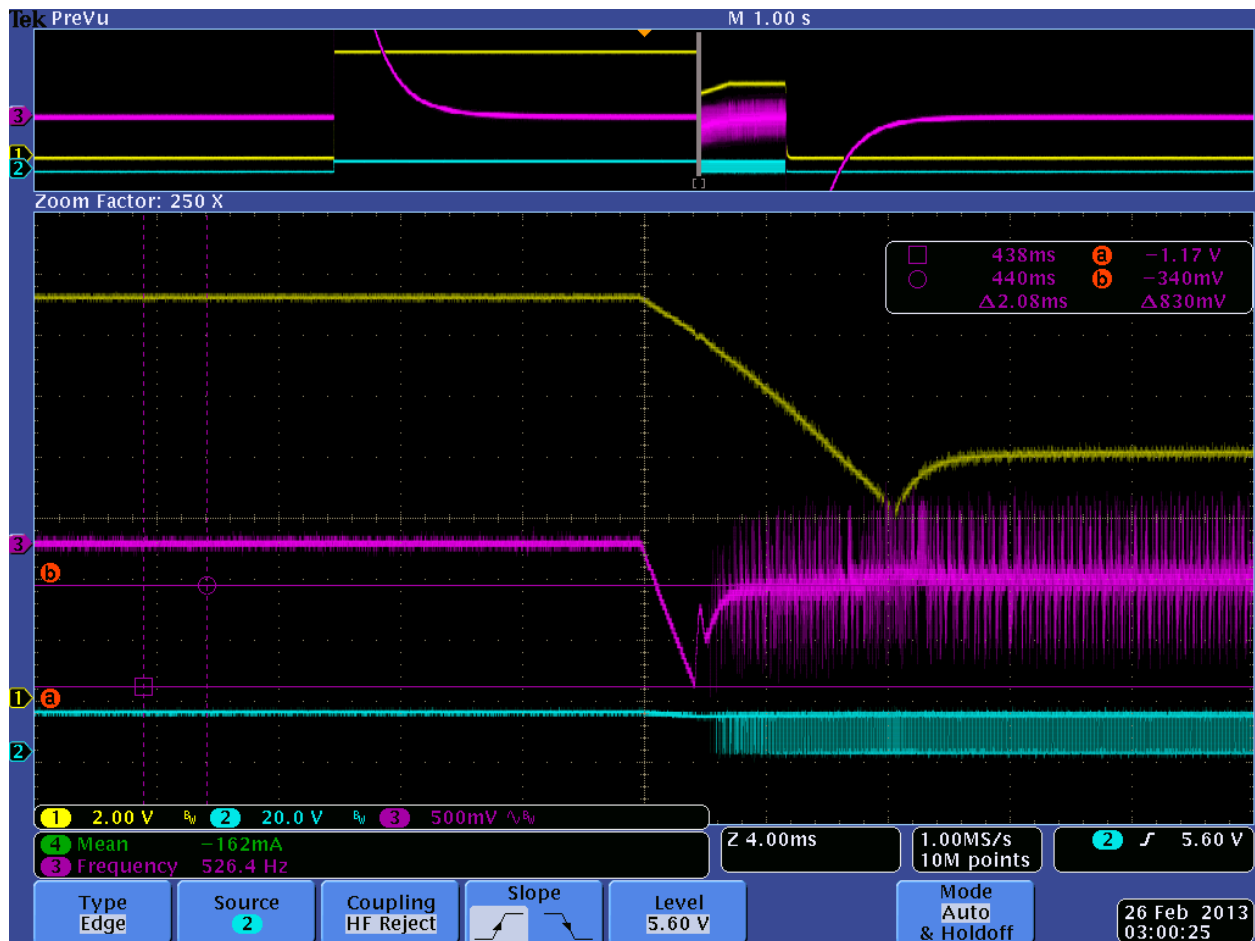 Tek PreVu M 1.00 s
3
1
2
Zoom Factor: 250 X
438ms a −1.17 V
440ms b −340mV
Δ2.08ms Δ830mV
3
b
1
a
2
1 2.00 V BW 2 20.0 V BW 3 500mV ∿BW
4 Mean −162mA
3 Frequency 526.4 Hz
Z 4.00ms
1.00MS/s
10M points
2 5.60 V
Type
Edge
Source
2
Coupling
HF Reject
Slope
Level
5.60 V
Mode
Auto
& Holdoff
26 Feb 2013
03:00:25